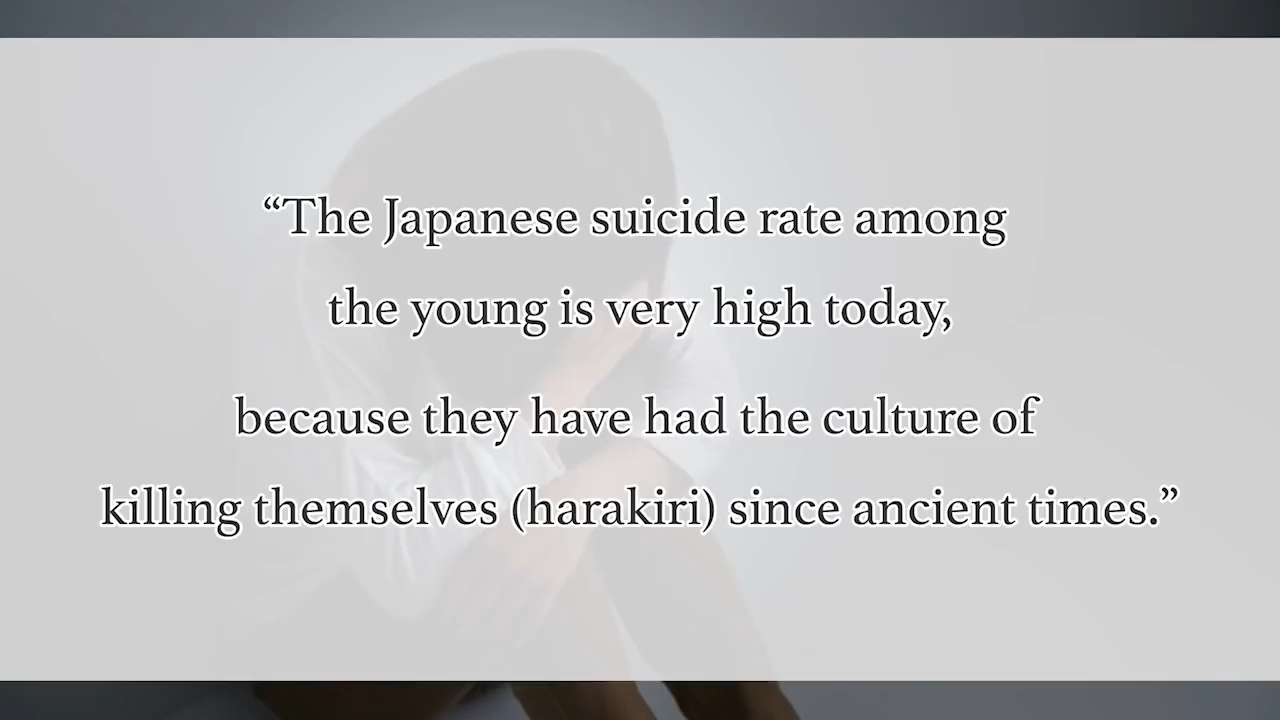 “The Japanese suicide rate among
the young is very high today,
because they have had the culture of
killing themselves (harakiri) since ancient times.”